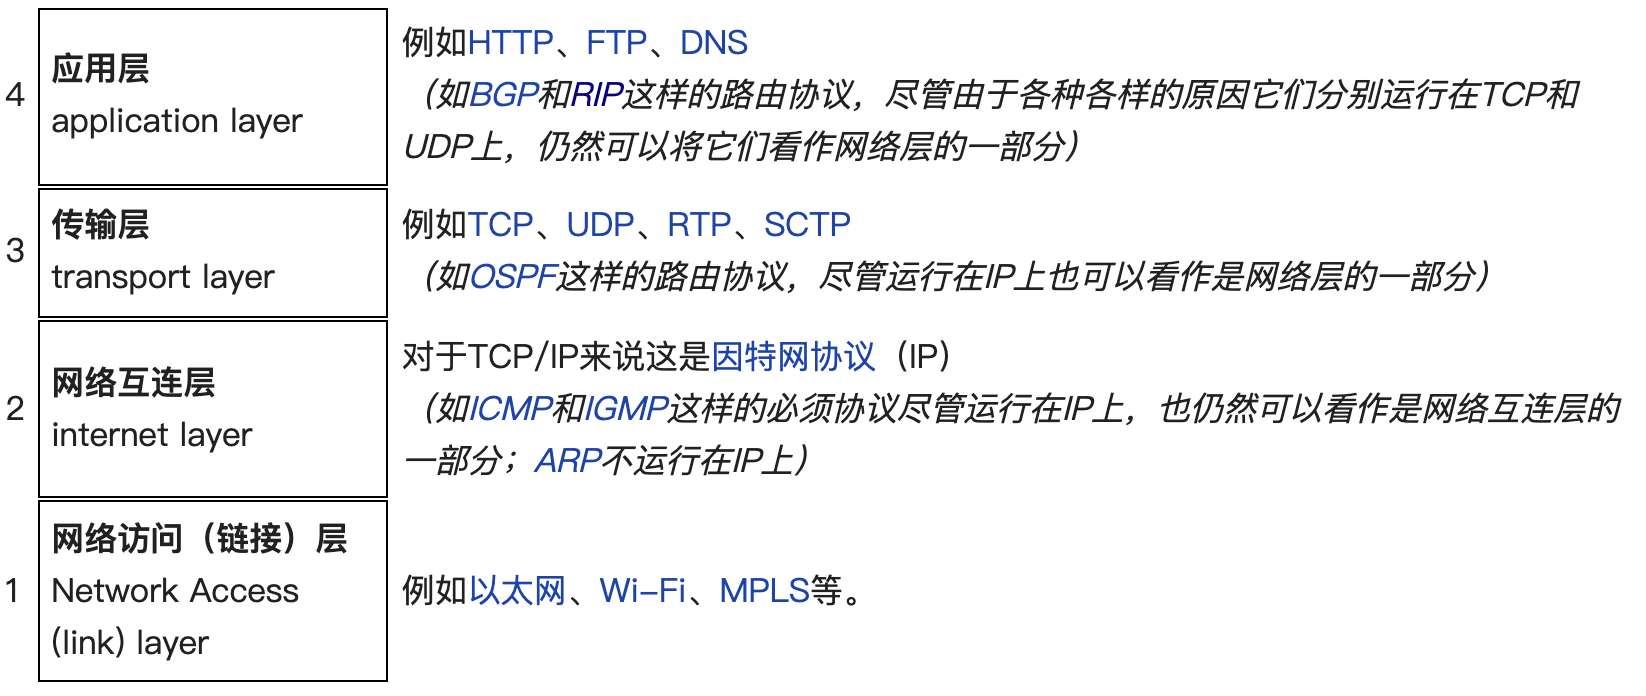 4
应用层
application layer
例如HTTP、FTP、DNS
（如BGP和RIP这样的路由协议，尽管由于各种各样的原因它们分别运行在TCP和
UDP上，仍然可以将它们看作网络层的一部分）
3
传输层
transport layer
例如TCP、UDP、RTP、SCTP
（如OSPF这样的路由协议，尽管运行在IP上也可以看作是网络层的一部分）
2
网络互连层
internet layer
对于TCP/IP来说这是因特网协议（IP）
（如ICMP和IGMP这样的必须协议尽管运行在IP上，也仍然可以看作是网络互连层的
一部分；ARP不运行在IP上）
1
网络访问（链接）层
Network Access
(link) layer
例如以太网、Wi-Fi、MPLS等。